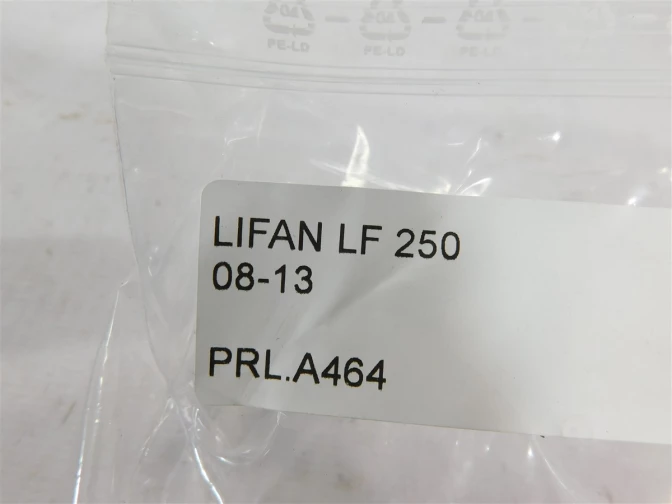 PE-LD PE-LD PE-LD
LIFAN LF 250
08-13
PRL.A464